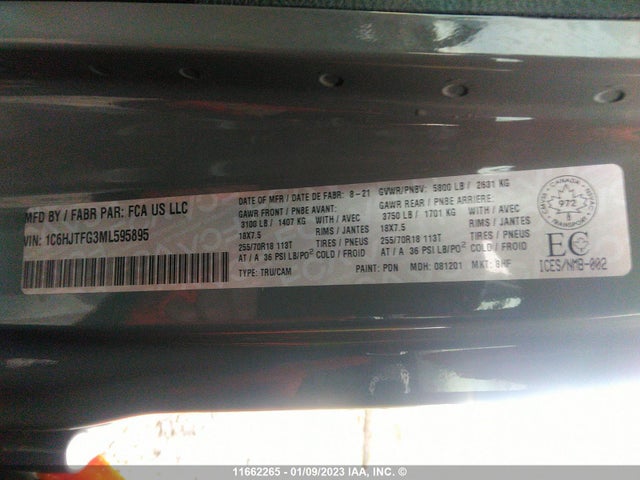 MFD BY / FABR PAR: FCA US LLC
VIN: 1C6HJTFG3ML595895
DATE OF MFR / DATE DE FABR: 8-21
GAWR FRONT / PNBE AVANT:
3100 LB / 1407 KG WITH / AVEC
18X7.5 RIMS / JANTES
255/70R18 113T TIRES / PNEUS
AT / A 36 PSI LB/PO² COLD / FROID
TYPE: TRU/CAM
GVWR/PNBV: 5800 LB / 2631 KG
GAWR REAR / PNBE ARRIERE:
3750 LB / 1701 KG WITH / AVEC
18X7.5 RIMS / JANTES
255/70R18 113T TIRES / PNEUS
AT / A 36 PSI LB/PO² COLD / FROID
PAINT: PDN MDH: 081201 MKT:
CANADA
972
TRANSPORT
EC
ICES/NMB-002
11662265 - 01/09/2023 IAA, Inc.